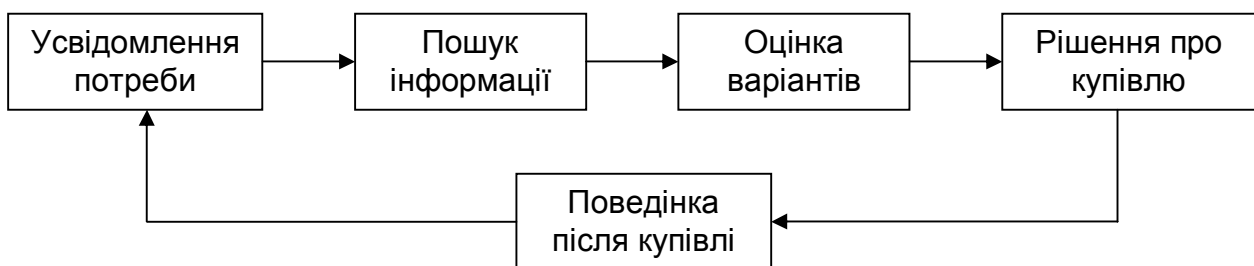 Усвідомлення
потреби
Пошук
інформації
Оцінка
варіантів
Рішення про
купівлю
Поведінка
після купівлі